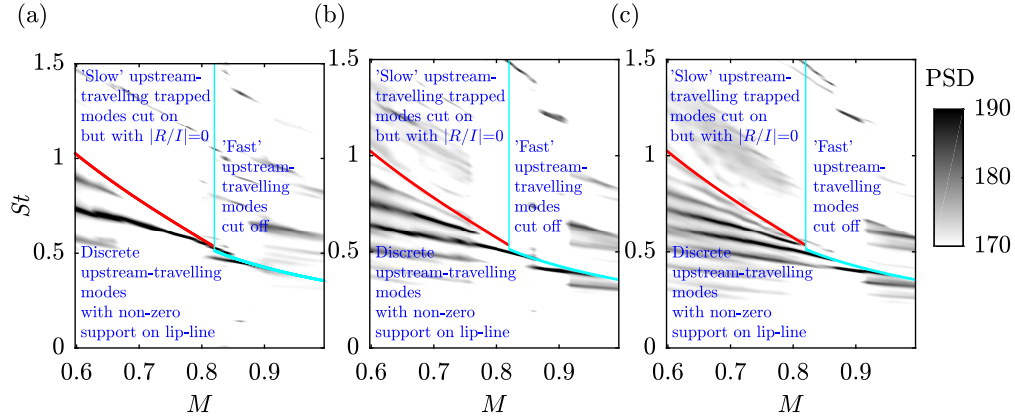 (a)
(b)
(c)
St
1.5
1
0.5
0
'Slow' upstream-
travelling trapped
modes cut on
but with |R/I|=0
'Fast'
upstream-
travelling
modes
cut off
Discrete
upstream-travelling
modes
with non-zero
support on lip-line
0.6 0.7 0.8 0.9
M
1.5
1
0.5
0
'Slow' upstream-
travelling trapped
modes cut on
but with |R/I|=0
'Fast'
upstream-
travelling
modes
cut off
Discrete
upstream-travelling
modes
with non-zero
support on lip-line
0.6 0.7 0.8 0.9
M
1.5
1
0.5
0
'Slow' upstream-
travelling trapped
modes cut on
but with |R/I|=0
'Fast'
upstream-
travelling
modes
cut off
Discrete
upstream-travelling
modes
with non-zero
support on lip-line
0.6 0.7 0.8 0.9
M
PSD
190
180
170